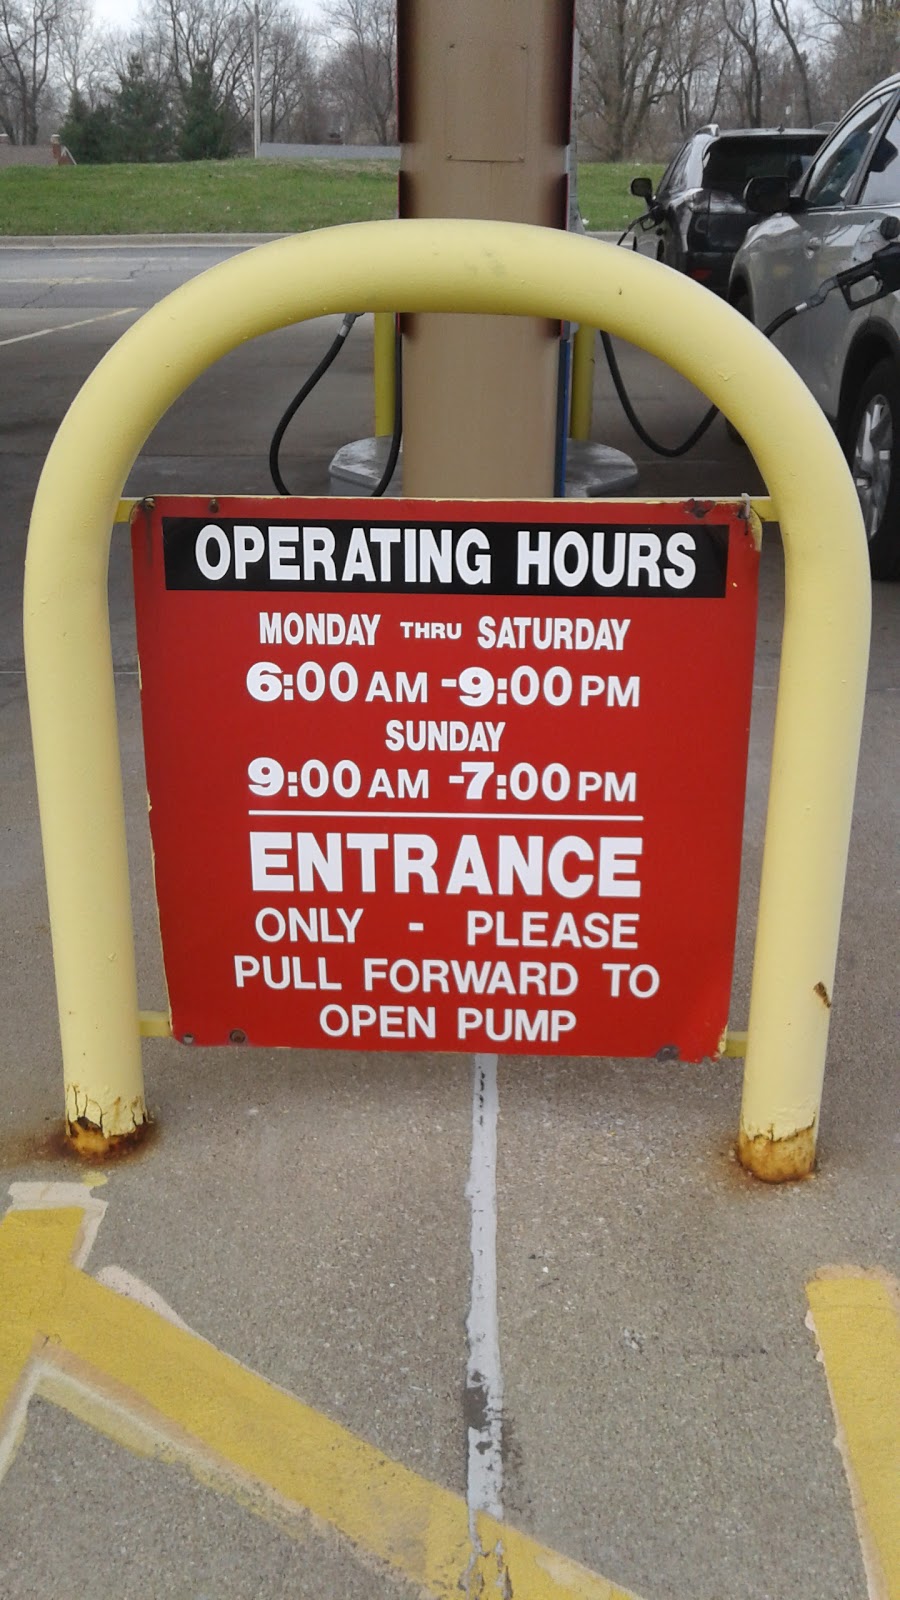 OPERATING HOURS
MONDAY THRU SATURDAY
6:00 AM -9:00 PM
SUNDAY
9:00 AM -7:00 PM
ENTRANCE
ONLY - PLEASE
PULL FORWARD TO
OPEN PUMP